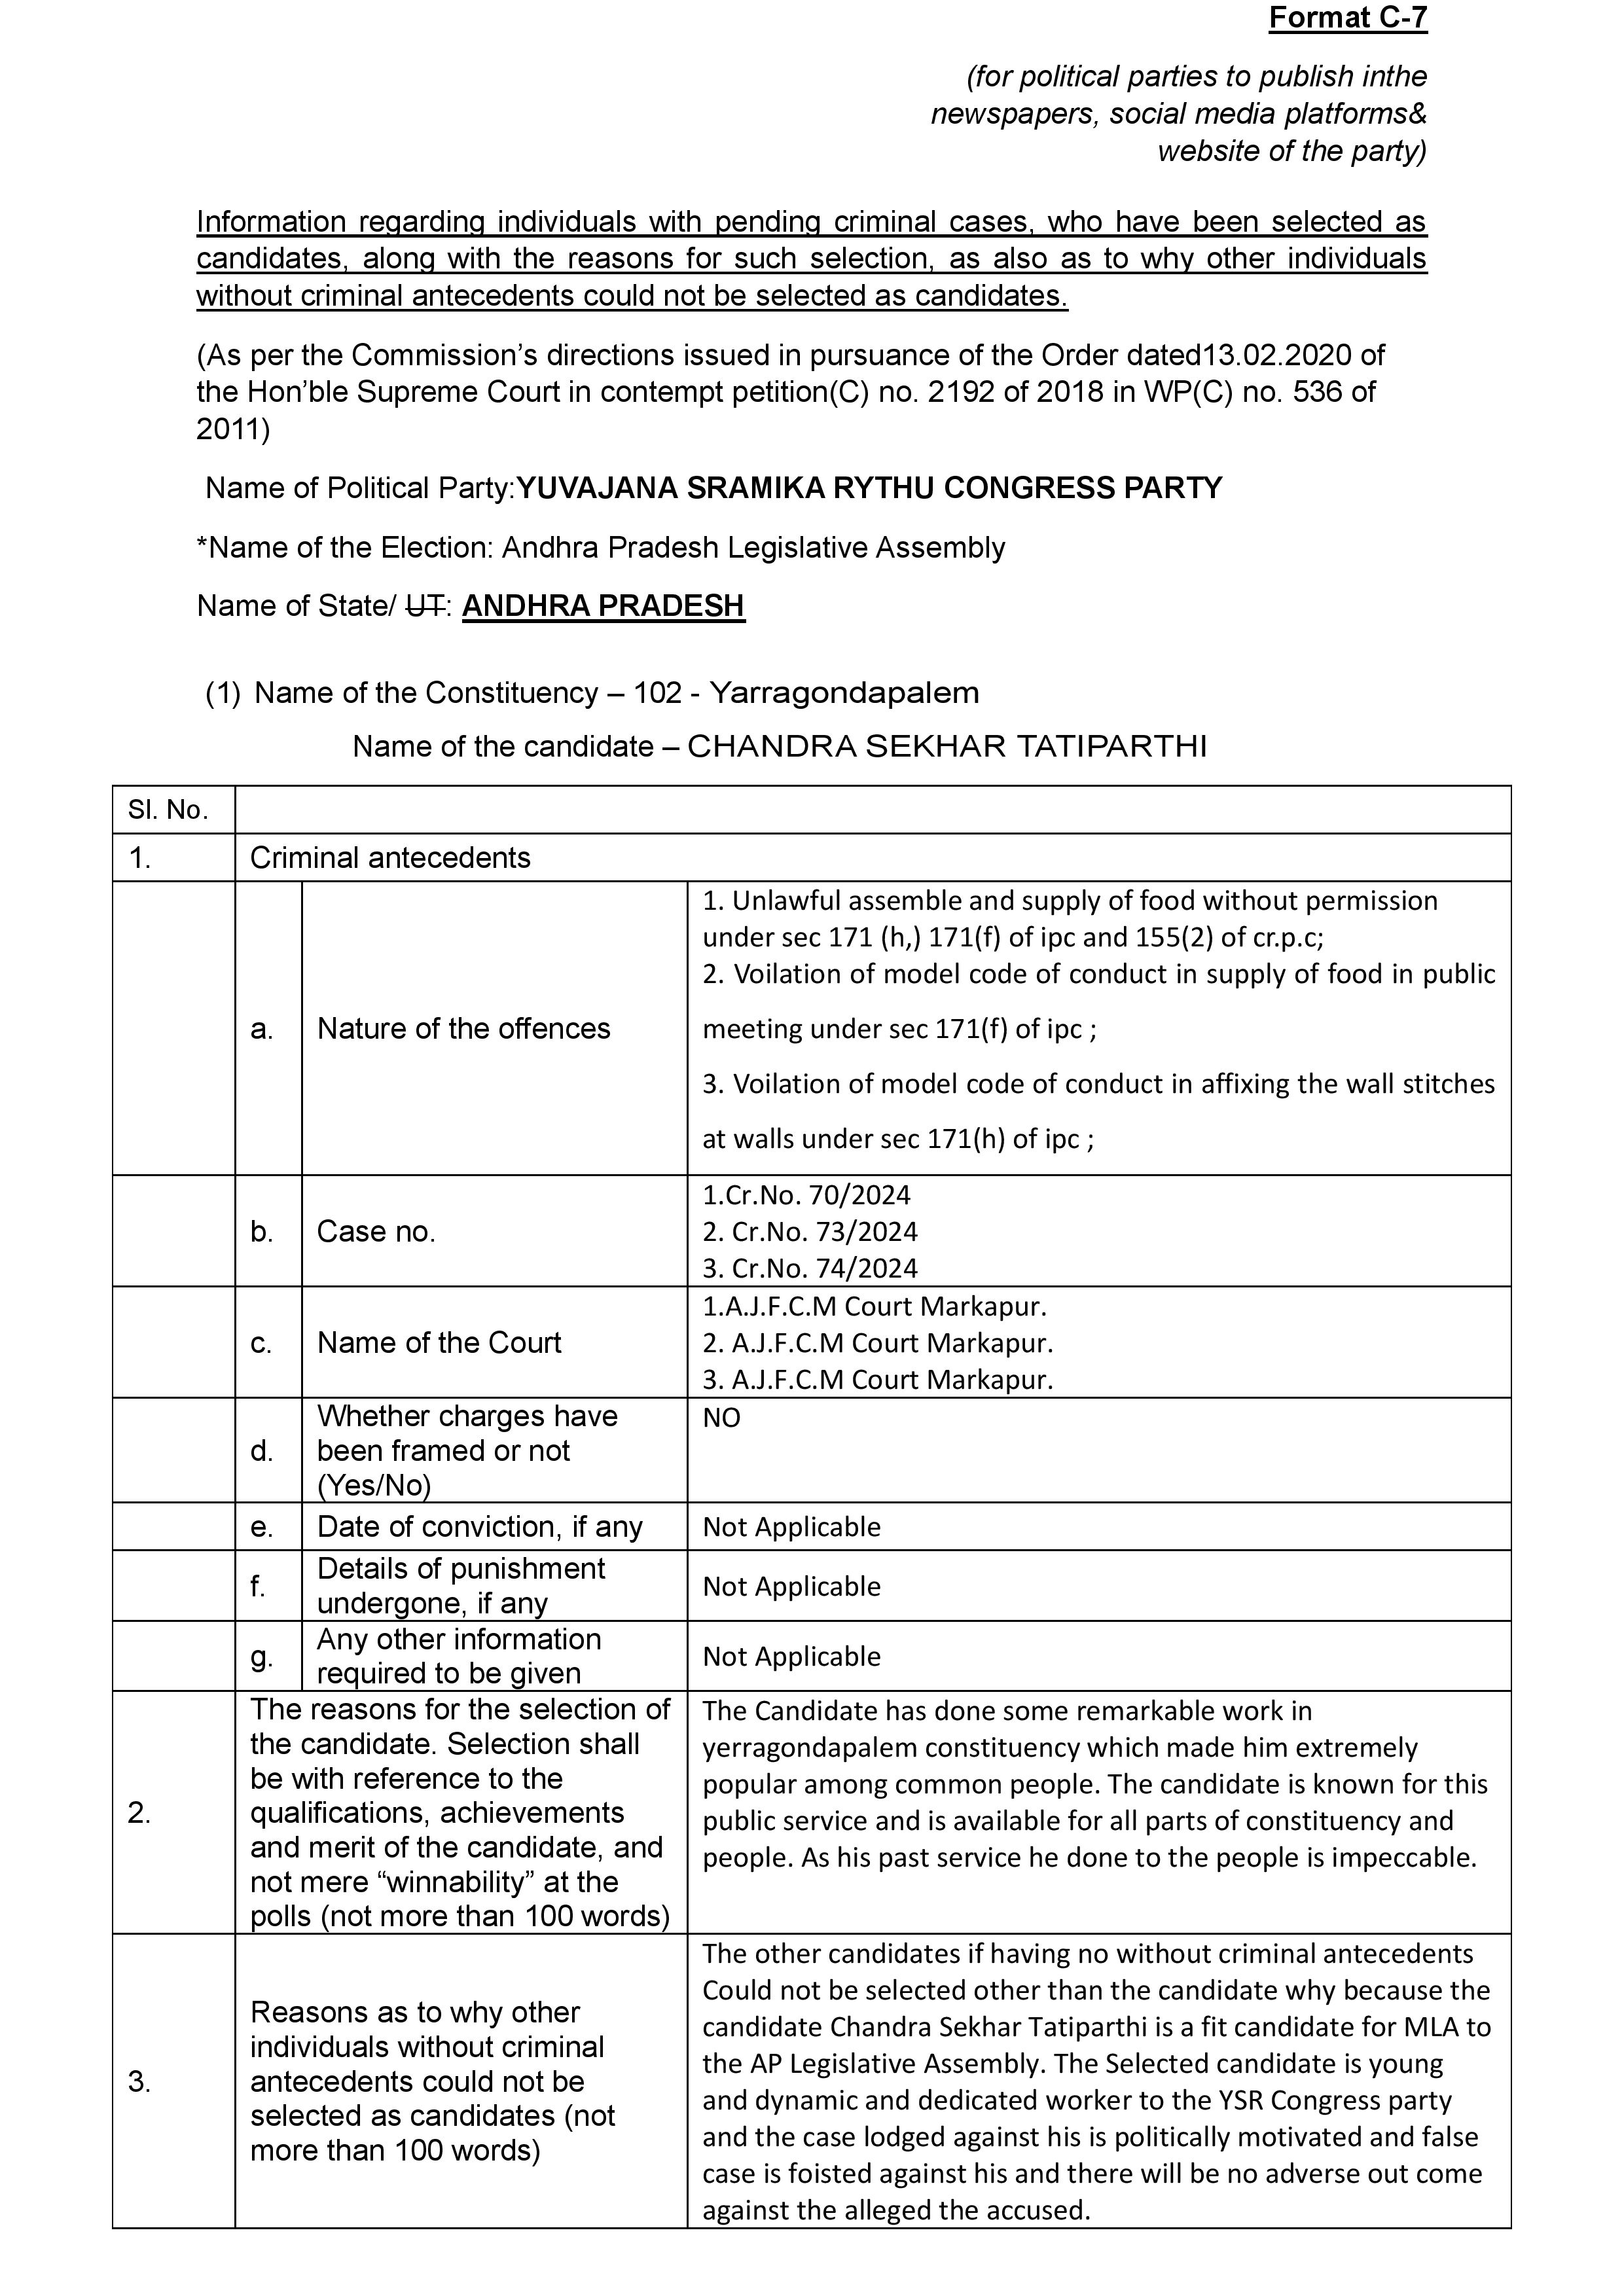 Format C-7
(for political parties to publish inthe
newspapers, social media platforms&
website of the party)
Information regarding individuals with pending criminal cases, who have been selected as
candidates, along with the reasons for such selection, as also as to why other individuals
without criminal antecedents could not be selected as candidates.
(As per the Commission's directions issued in pursuance of the Order dated13.02.2020 of
the Hon'ble Supreme Court in contempt petition(C) no. 2192 of 2018 in WP(C) no. 536 of
2011)
Name of Political Party:YUVAJANA SRAMIKA RYTHU CONGRESS PARTY
*Name of the Election: Andhra Pradesh Legislative Assembly
Name of State/ UT: ANDHRA PRADESH
(1) Name of the Constituency – 102 - Yarragondapalem
Name of the candidate – CHANDRA SEKHAR TATIPARTHI
Sl. No.
1. Criminal antecedents
a. Nature of the offences
1. Unlawful assemble and supply of food without permission
under sec 171 (h,) 171(f) of ipc and 155(2) of cr.p.c;
2. Voilation of model code of conduct in supply of food in public
meeting under sec 171(f) of ipc ;
3. Voilation of model code of conduct in affixing the wall stitches
at walls under sec 171(h) of ipc ;
b. Case no.
1.Cr.No. 70/2024
2. Cr.No. 73/2024
3. Cr.No. 74/2024
c. Name of the Court
1.A.J.F.C.M Court Markapur.
2. A.J.F.C.M Court Markapur.
3. A.J.F.C.M Court Markapur.
d. Whether charges have
been framed or not
(Yes/No)
NO
e. Date of conviction, if any Not Applicable
f. Details of punishment
undergone, if any
Not Applicable
g. Any other information
required to be given
Not Applicable
2.
The reasons for the selection of
the candidate. Selection shall
be with reference to the
qualifications, achievements
and merit of the candidate, and
not mere “winnability” at the
polls (not more than 100 words)
The Candidate has done some remarkable work in
yerragondapalem constituency which made him extremely
popular among common people. The candidate is known for this
public service and is available for all parts of constituency and
people. As his past service he done to the people is impeccable.
3.
Reasons as to why other
individuals without criminal
antecedents could not be
selected as candidates (not
more than 100 words)
The other candidates if having no without criminal antecedents
Could not be selected other than the candidate why because the
candidate Chandra Sekhar Tatiparthi is a fit candidate for MLA to
the AP Legislative Assembly. The Selected candidate is young
and dynamic and dedicated worker to the YSR Congress party
and the case lodged against his is politically motivated and false
case is foisted against his and there will be no adverse out come
against the alleged the accused.